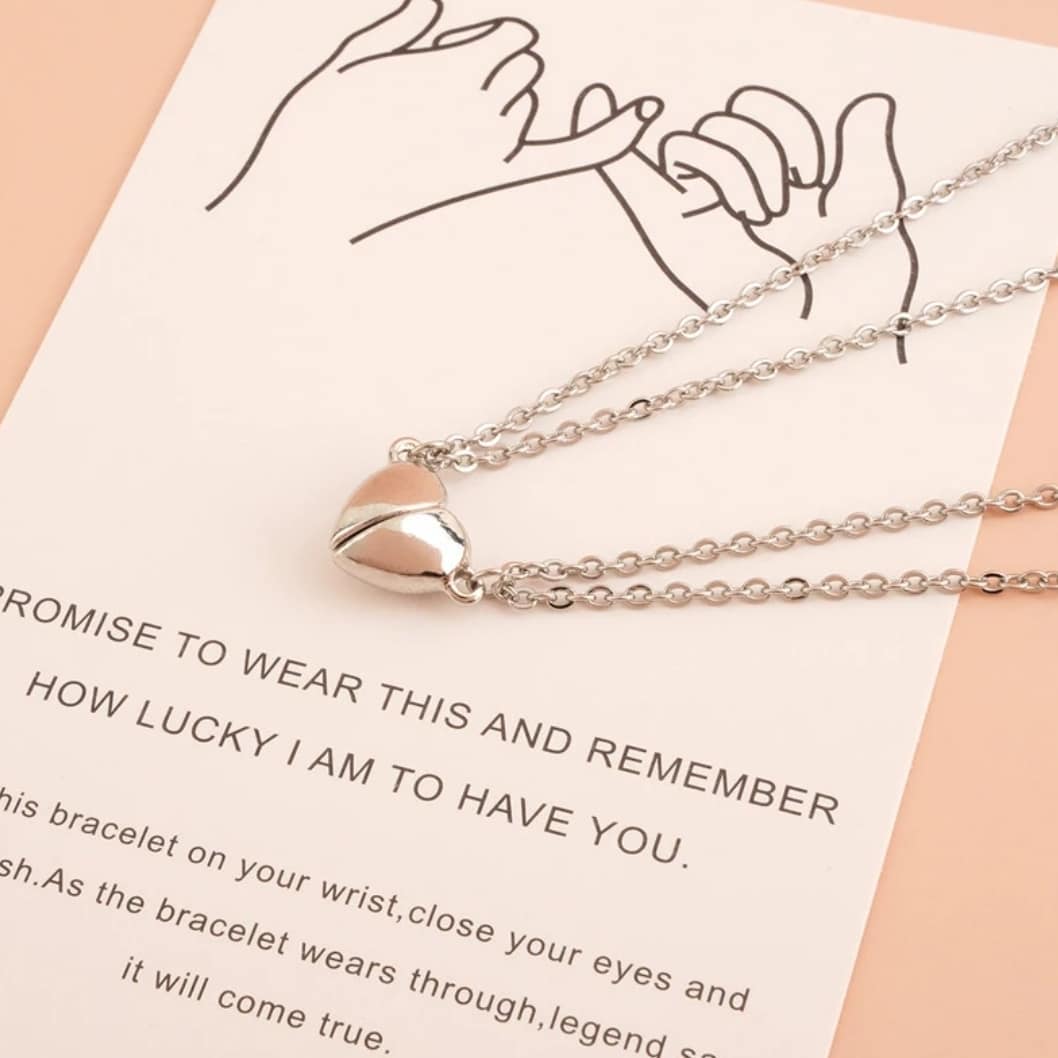 PROMISE TO WEAR THIS AND REMEMBER
HOW LUCKY I AM TO HAVE YOU.
his bracelet on your wrist,close your eyes and
sh.As the bracelet wears through,legend s
it will come true.